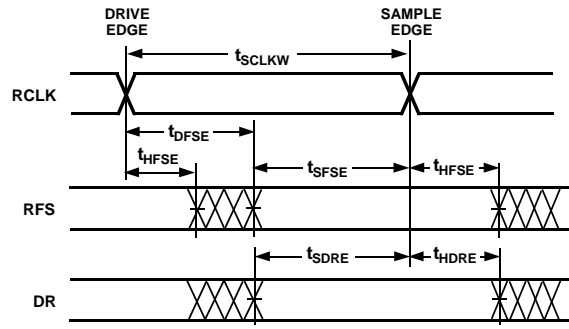 DRIVE EDGE
SAMPLE EDGE
tSCLKW
RCLK
tDFSE
tHFSE
tSFSE
tHFSE
RFS
tSDRE
tHDRE
DR